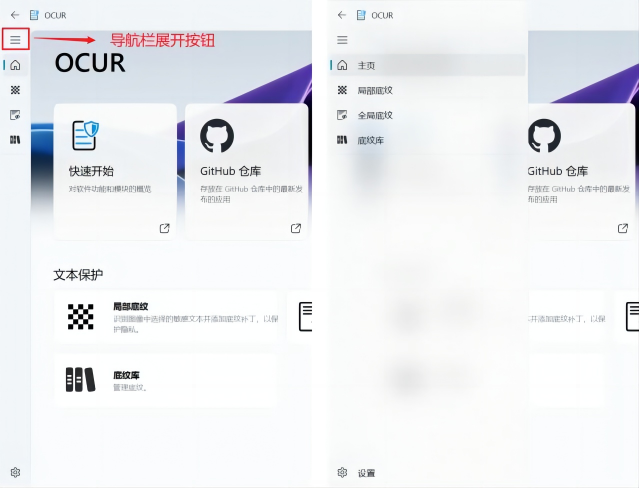 OCUR
导航栏展开按钮
OCUR
快速开始
对软件功能和模块的概览
GitHub 仓库
存放在 GitHub 仓库中的最新发
布的应用
文本保护
局部底纹
识别图像中选择的敏感文本并添加底纹补丁，以保
护隐私。
底纹库
管理底纹。
OCUR
主页
局部底纹
全局底纹
底纹库
GitHub 仓库
存放在 GitHub 仓库中的最新发
布的应用
并添加底纹补丁，以保
设置